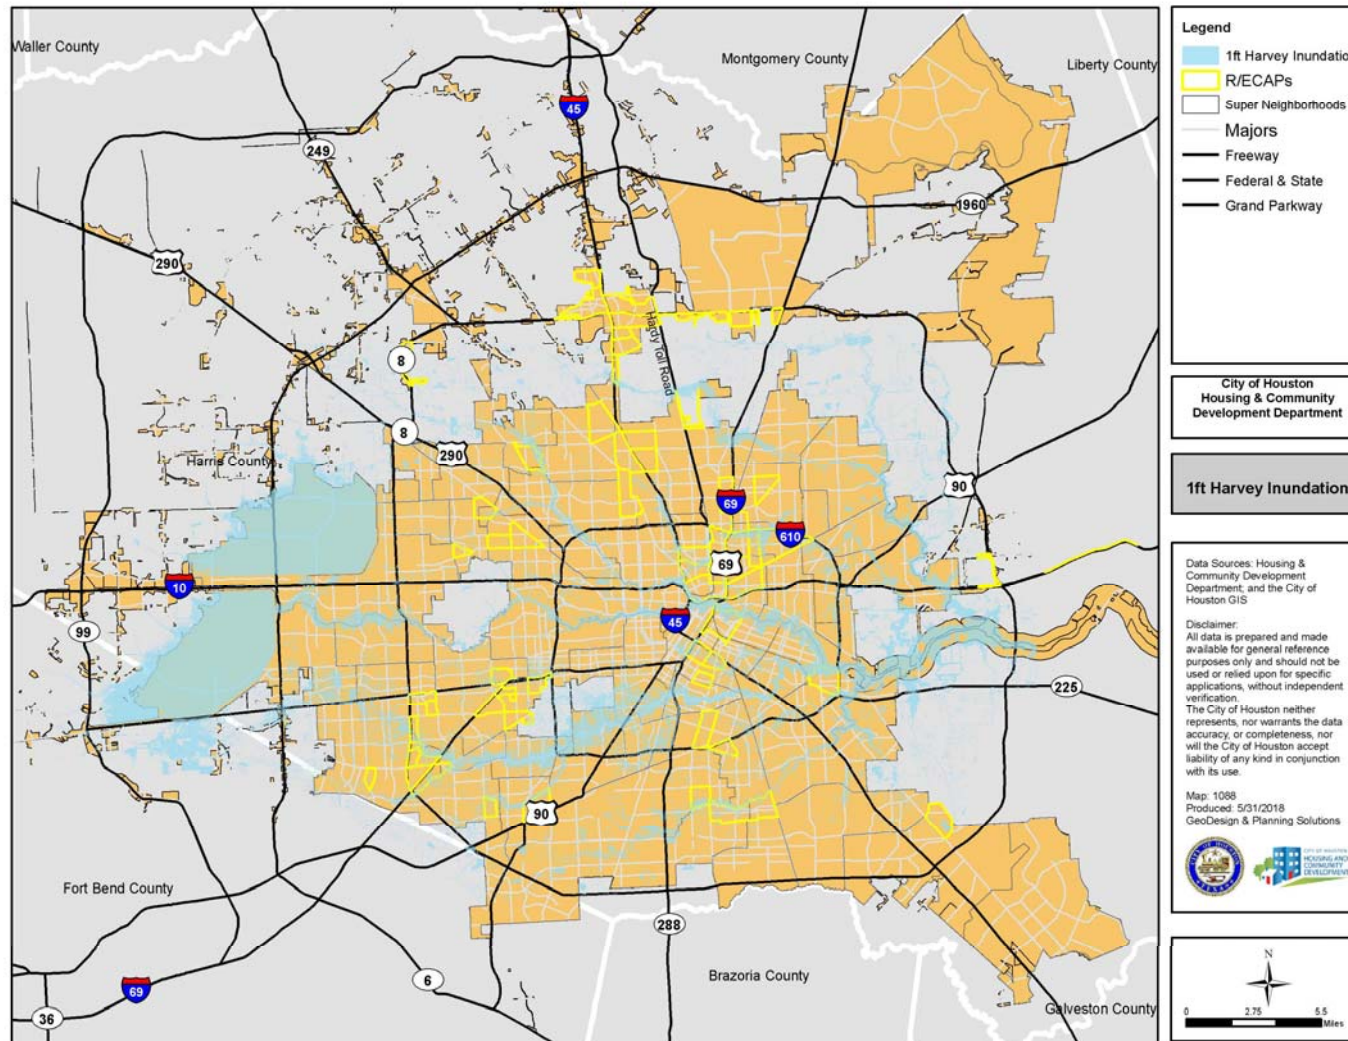 Waller County
Montgomery County
Liberty County
45
249
1960
290
8
Hardy Toll Road
8
290
Harris County
69
90
610
69
10
45
99
225
90
Fort Bend County
288
6
Brazoria County
69
36
Galveston County
Legend
1ft Harvey Inundatio
R/ECAPs
Super Neighborhoods
Majors
Freeway
Federal & State
Grand Parkway
City of Houston
Housing & Community
Development Department
1ft Harvey Inundation
Data Sources: Housing &
Community Development
Department; and the City of
Houston GIS
Disclaimer:
All data is prepared and made
available for general reference
purposes only and should not be
used or relied upon for specific
applications, without independent
verification.
The City of Houston neither
represents, nor warrants the data
accuracy, or completeness, nor
will the City of Houston accept
liability of any kind in conjunction
with its use.
Map: 1088
Produced: 5/31/2018
GeoDesign & Planning Solutions
CITY OF HOUSTON
HOUSING AND
COMMUNITY
DEVELOPMENT
N
0 2.75 5.5
Miles